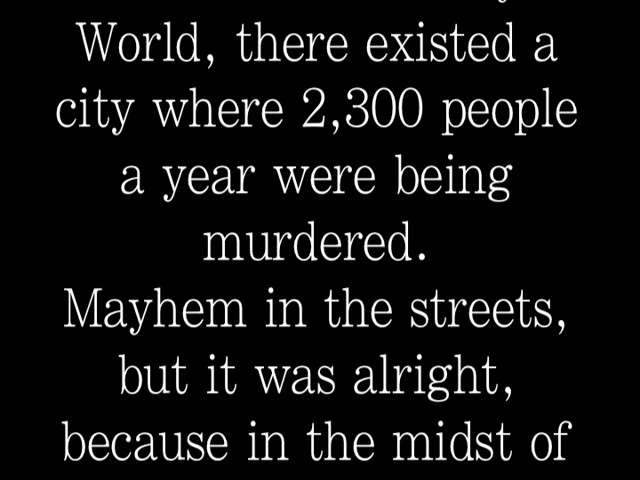 World, there existed a
city where 2,300 people
a year were being
murdered.
Mayhem in the streets,
but it was alright,
because in the midst of